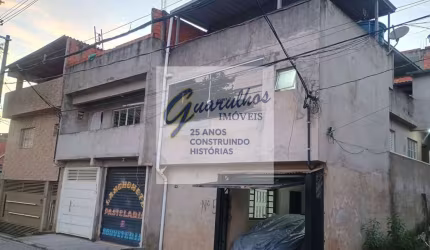 Guarulhos
IMÓVEIS
25 ANOS
CONSTRUINDO
HISTÓRIAS
PASTELARIA